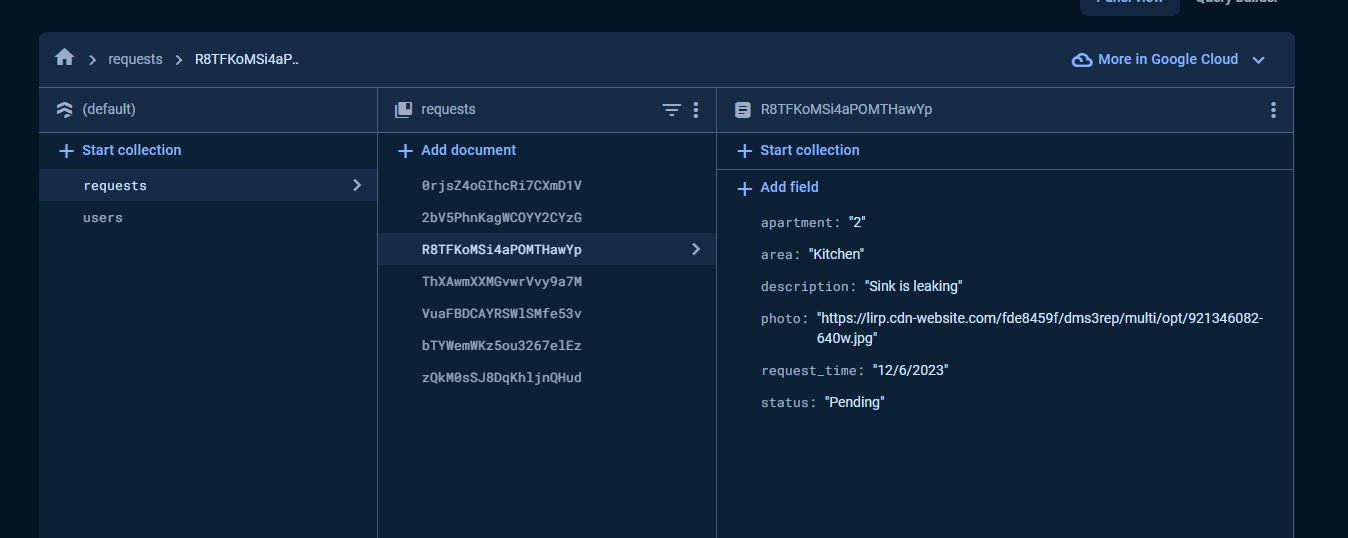 Panel view Query builder
requests R8TFKoMSi4aP..
More in Google Cloud
(default)
requests
R8TFKoMSi4aPOMTHawYp
Start collection
requests
users
Add document
0rjsZ4oGIhcRi7CXmD1V
2bV5PhnKagWCOYY2CYzG
R8TFKoMSi4aPOMTHawYp
ThXAwmXXMGvwrVvy9a7M
VuaFBDCAYRSWlSMfe53v
bTYWemWKz5ou3267elEz
zQkM0sSJ8DqKhljnQHud
Start collection
Add field
apartment: "2"
area: "Kitchen"
description: "Sink is leaking"
photo: "https://lirp.cdn-website.com/fde8459f/dms3rep/multi/opt/921346082-
640w.jpg"
request_time: "12/6/2023"
status: "Pending"